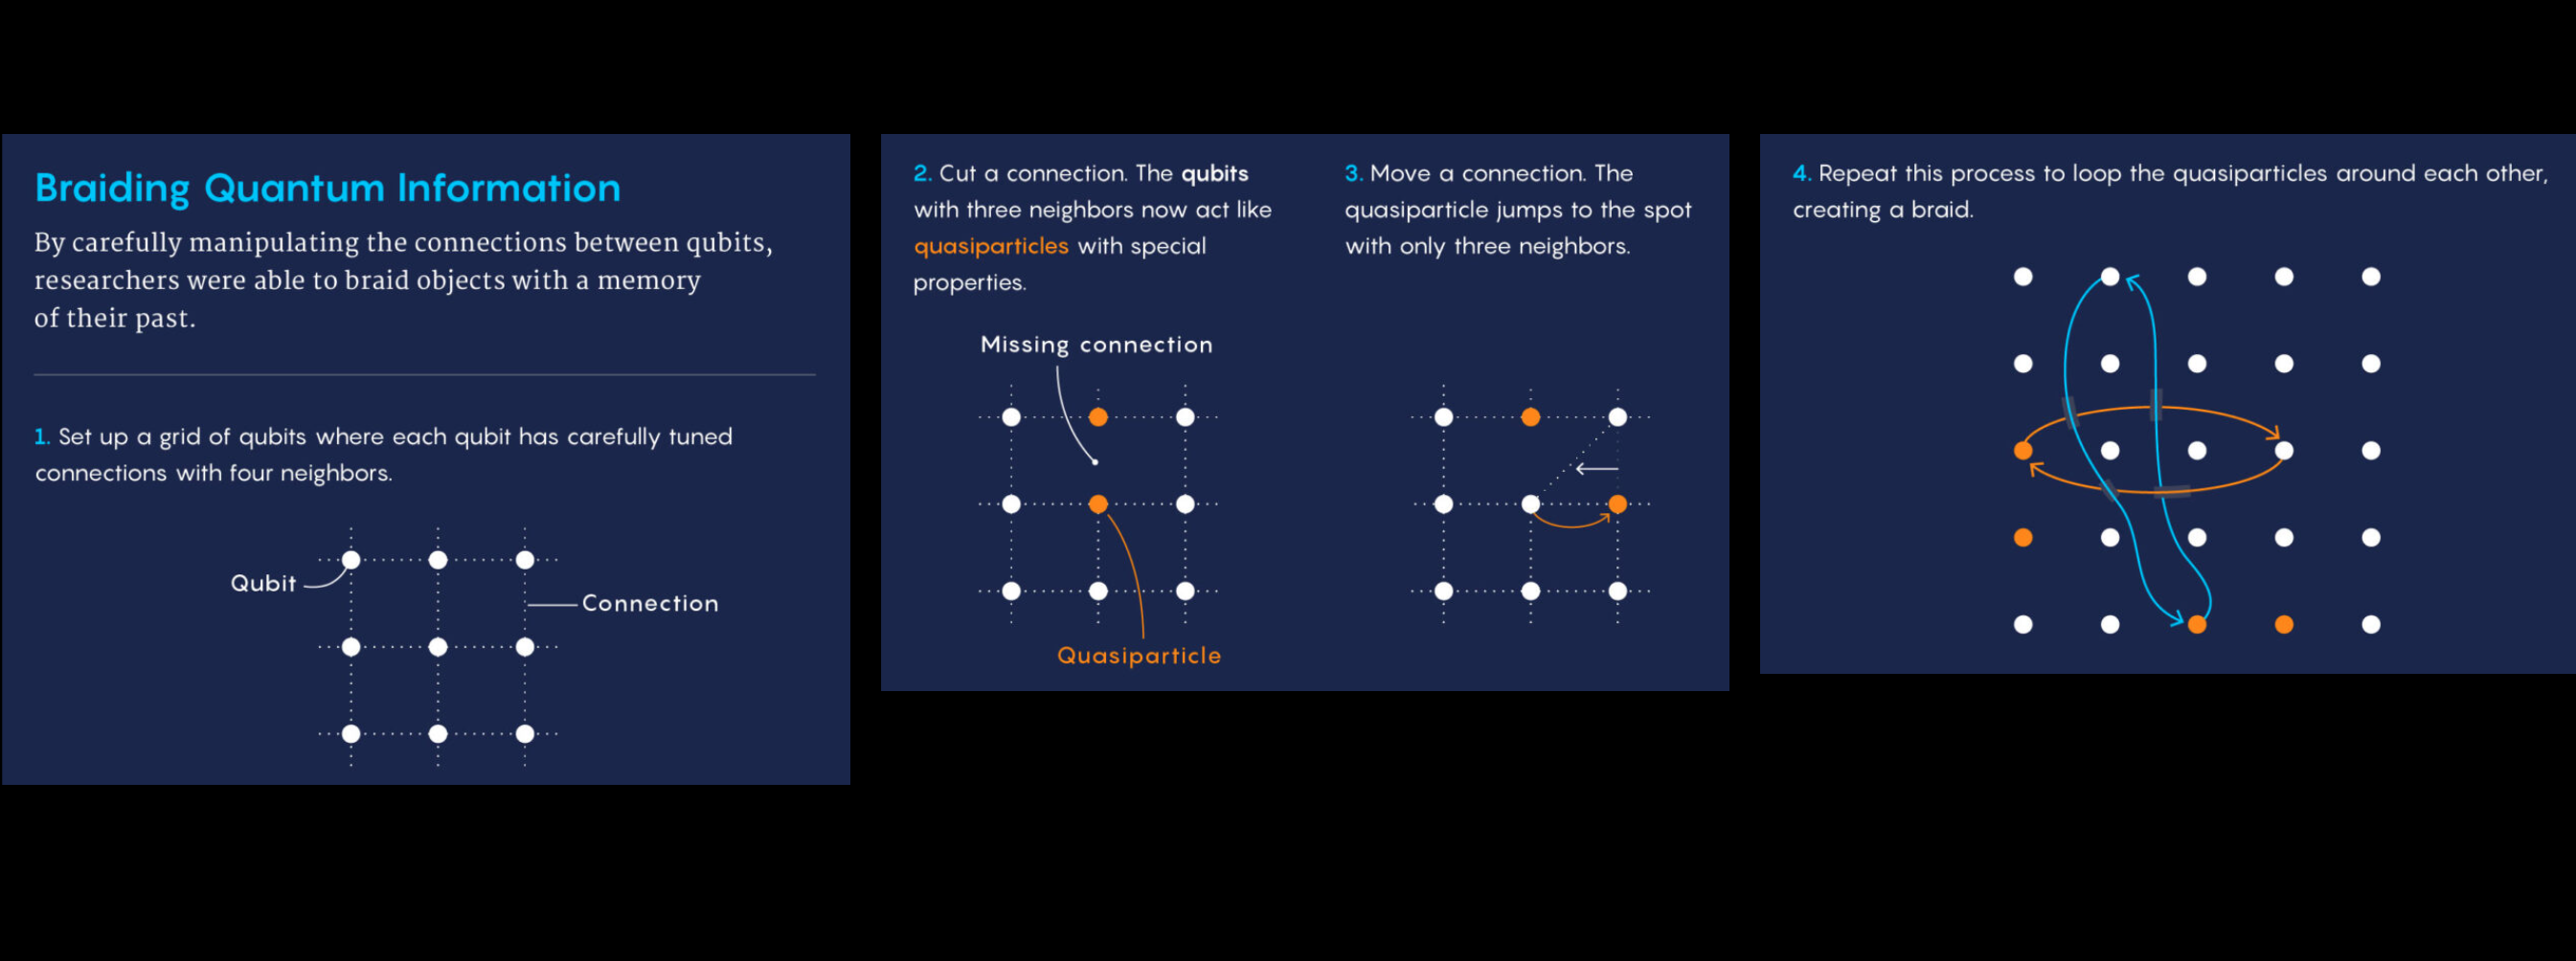 Braiding Quantum Information
By carefully manipulating the connections between qubits,
researchers were able to braid objects with a memory
of their past.
1. Set up a grid of qubits where each qubit has carefully tuned
connections with four neighbors.
Qubit
Connection
2. Cut a connection. The qubits
with three neighbors now act like
quasiparticles with special
properties.
Missing connection
Quasiparticle
3. Move a connection. The
quasiparticle jumps to the spot
with only three neighbors.
4. Repeat this process to loop the quasiparticles around each other,
creating a braid.